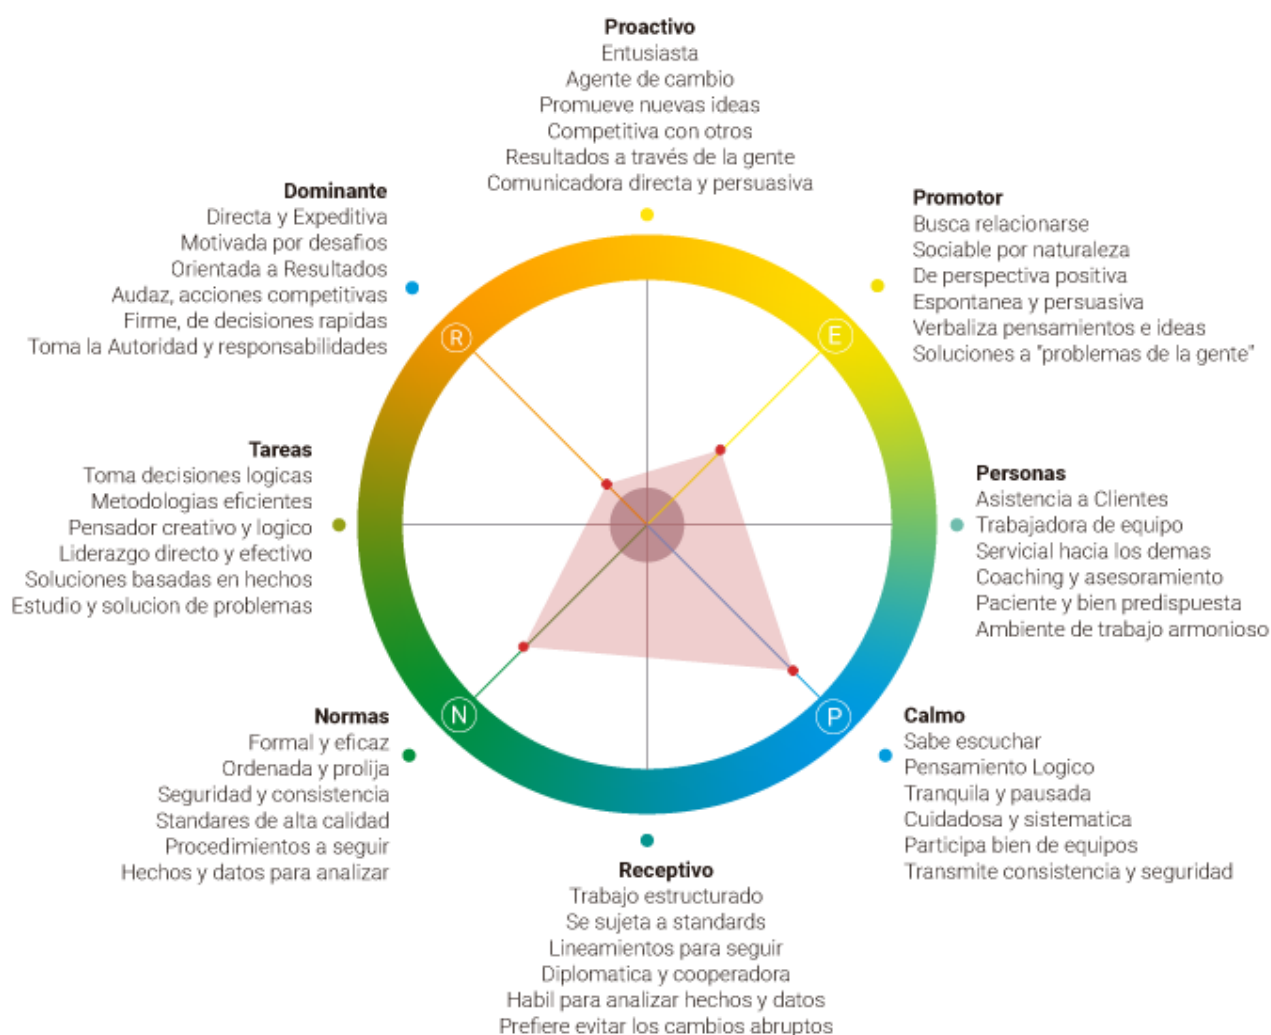 Proactivo
Entusiasta
Agente de cambio
Promueve nuevas ideas
Competitiva con otros
Resultados a través de la gente
Comunicadora directa y persuasiva
Dominante
Directa y Expeditiva
Motivada por desafios
Orientada a Resultados
Audaz, acciones competitivas
Firme, de decisiones rapidas
Toma la Autoridad y responsabilidades
Promotor
Busca relacionarse
Sociable por naturaleza
De perspectiva positiva
Espontanea y persuasiva
Verbaliza pensamientos e ideas
Soluciones a "problemas de la gente"
R
E
Tareas
Toma decisiones logicas
Metodologias eficientes
Pensador creativo y logico
Liderazgo directo y efectivo
Soluciones basadas en hechos
Estudio y solucion de problemas
Personas
Asistencia a Clientes
Trabajadora de equipo
Servicial hacia los demas
Coaching y asesoramiento
Paciente y bien predispuesta
Ambiente de trabajo armonioso
N
P
Normas
Formal y eficaz
Ordenada y prolija
Seguridad y consistencia
Standares de alta calidad
Procedimientos a seguir
Hechos y datos para analizar
Calmo
Sabe escuchar
Pensamiento Logico
Tranquila y pausada
Cuidadosa y sistematica
Participa bien de equipos
Transmite consistencia y seguridad
Receptivo
Trabajo estructurado
Se sujeta a standards
Lineamientos para seguir
Diplomatica y cooperadora
Habil para analizar hechos y datos
Prefiere evitar los cambios abruptos